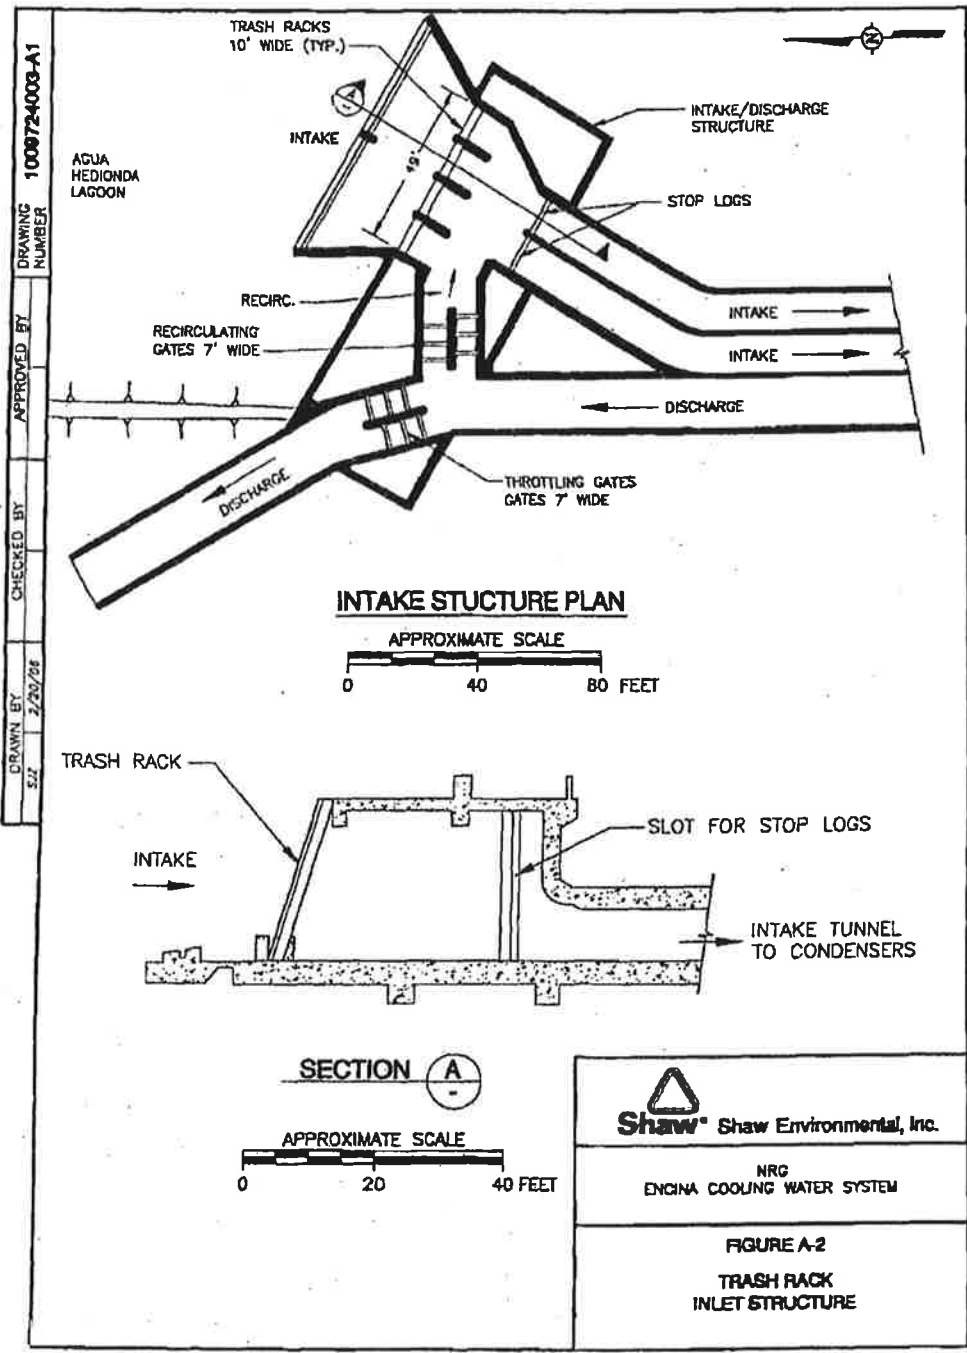 TRASH RACKS
10' WIDE (TYP.)
A
-
INTAKE
49'
AGUA
HEDIONDA
LAGOON
N
INTAKE/DISCHARGE
STRUCTURE
STOP LOGS
RECIRC.
RECIRCULATING
GATES 7' WIDE
INTAKE
INTAKE
DISCHARGE
DISCHARGE
THROTTLING GATES
GATES 7' WIDE
INTAKE STUCTURE PLAN
APPROXIMATE SCALE
0 40 80 FEET
TRASH RACK
INTAKE
SLOT FOR STOP LOGS
INTAKE TUNNEL
TO CONDENSERS
SECTION A
-
APPROXIMATE SCALE
0 20 40 FEET
DRAWING
NUMBER
1009724003-A1
APPROVED BY
CHECKED BY
DRAWN BY
SJZ 2/20/06
Shaw® Shaw Environmental, Inc.
NRG
ENCINA COOLING WATER SYSTEM
FIGURE A-2
TRASH RACK
INLET STRUCTURE